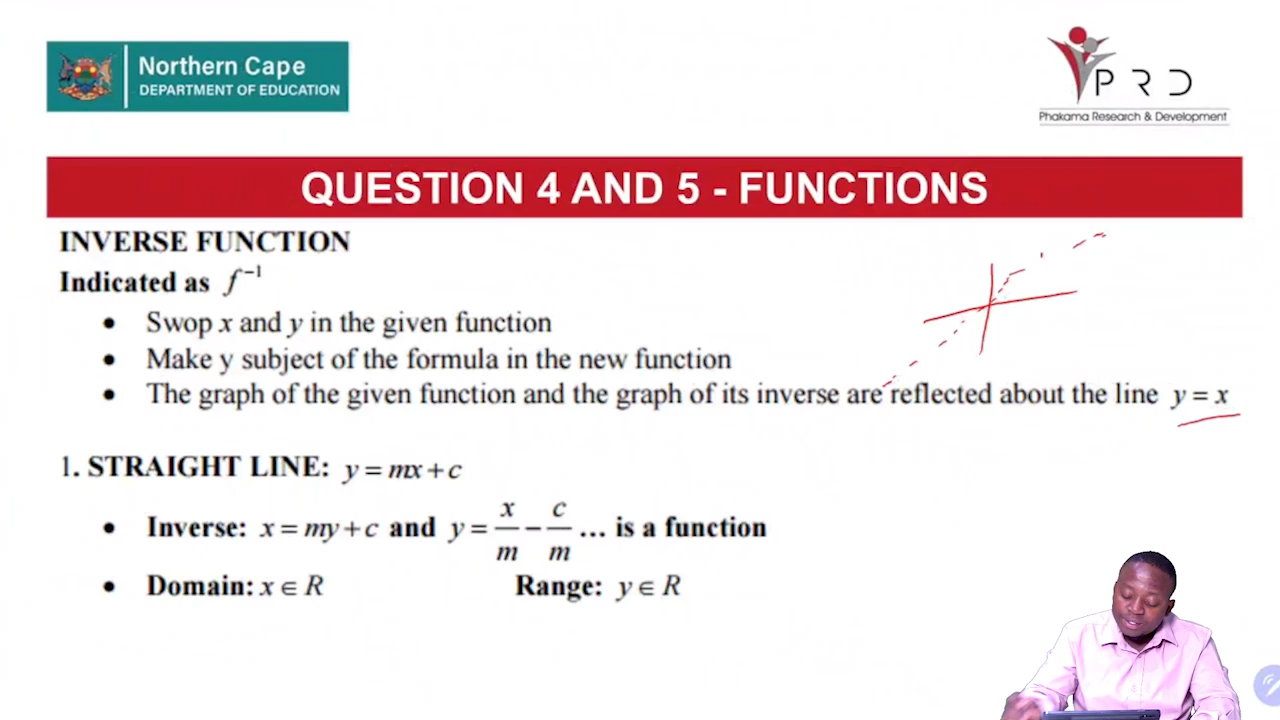 Northern Cape
DEPARTMENT OF EDUCATION
PRD
Phakama Research & Development
QUESTION 4 AND 5 - FUNCTIONS
INVERSE FUNCTION
Indicated as f⁻¹
• Swop x and y in the given function
• Make y subject of the formula in the new function
• The graph of the given function and the graph of its inverse are reflected about the line y = x
1. STRAIGHT LINE: y = mx + c
• Inverse: x = my + c and y = x/m − c/m ... is a function
• Domain: x ∈ R Range: y ∈ R